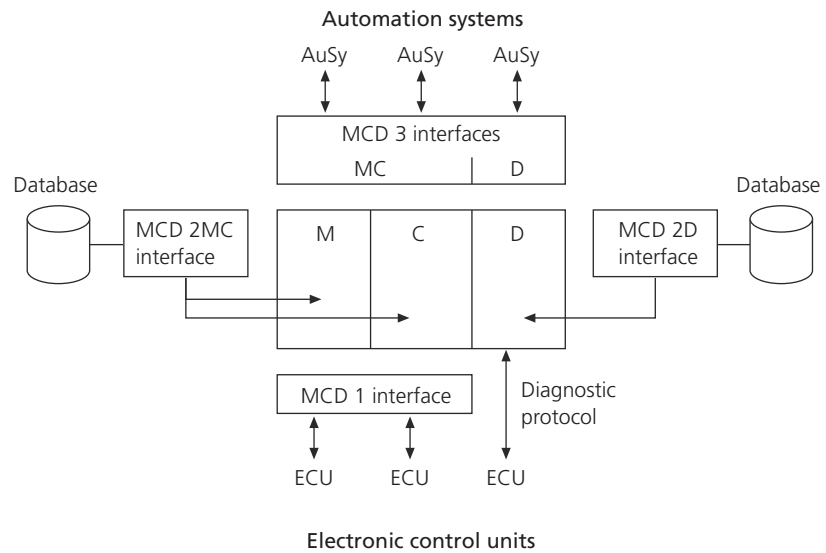 Automation systems
AuSy AuSy AuSy
MCD 3 interfaces
MC D
Database
Database
MCD 2MC
interface
M C D
MCD 2D
interface
MCD 1 interface
Diagnostic
protocol
ECU ECU ECU
Electronic control units